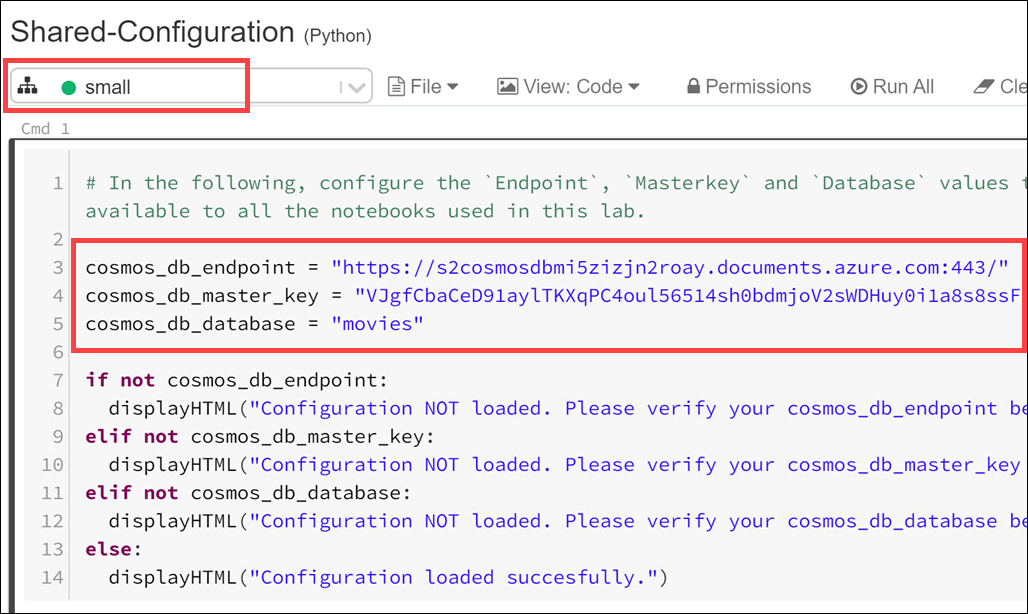 Shared-Configuration (Python)
small File View: Code Permissions Run All Cle
Cmd 1
1 # In the following, configure the `Endpoint`, `Masterkey` and `Database` values t
available to all the notebooks used in this lab.
2
3 cosmos_db_endpoint = "https://s2cosmosdbmi5zizjn2roay.documents.azure.com:443/"
4 cosmos_db_master_key = "VJgfCbaCeD91aylTKXqPC4oul56514sh0bdmjoV2sWDHuy0i1a8s8ssF
5 cosmos_db_database = "movies"
6
7 if not cosmos_db_endpoint:
8 displayHTML("Configuration NOT loaded. Please verify your cosmos_db_endpoint be
9 elif not cosmos_db_master_key:
10 displayHTML("Configuration NOT loaded. Please verify your cosmos_db_master_key
11 elif not cosmos_db_database:
12 displayHTML("Configuration NOT loaded. Please verify your cosmos_db_database be
13 else:
14 displayHTML("Configuration loaded succesfully.")